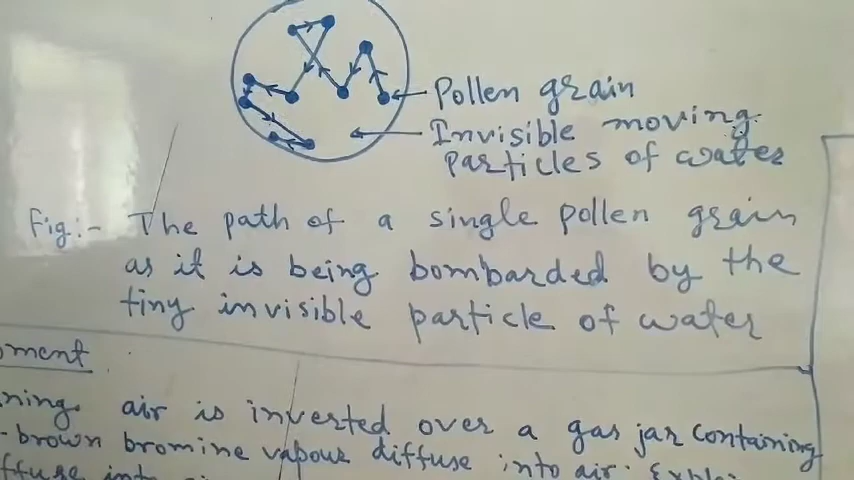 Pollen grain
Invisible moving
particles of water
Fig:- The path of a single pollen grain
as it is being bombarded by the
tiny invisible particle of water
oment
ning air is inverted over a gas jar containing
-brown bromine vapour diffuse into air.